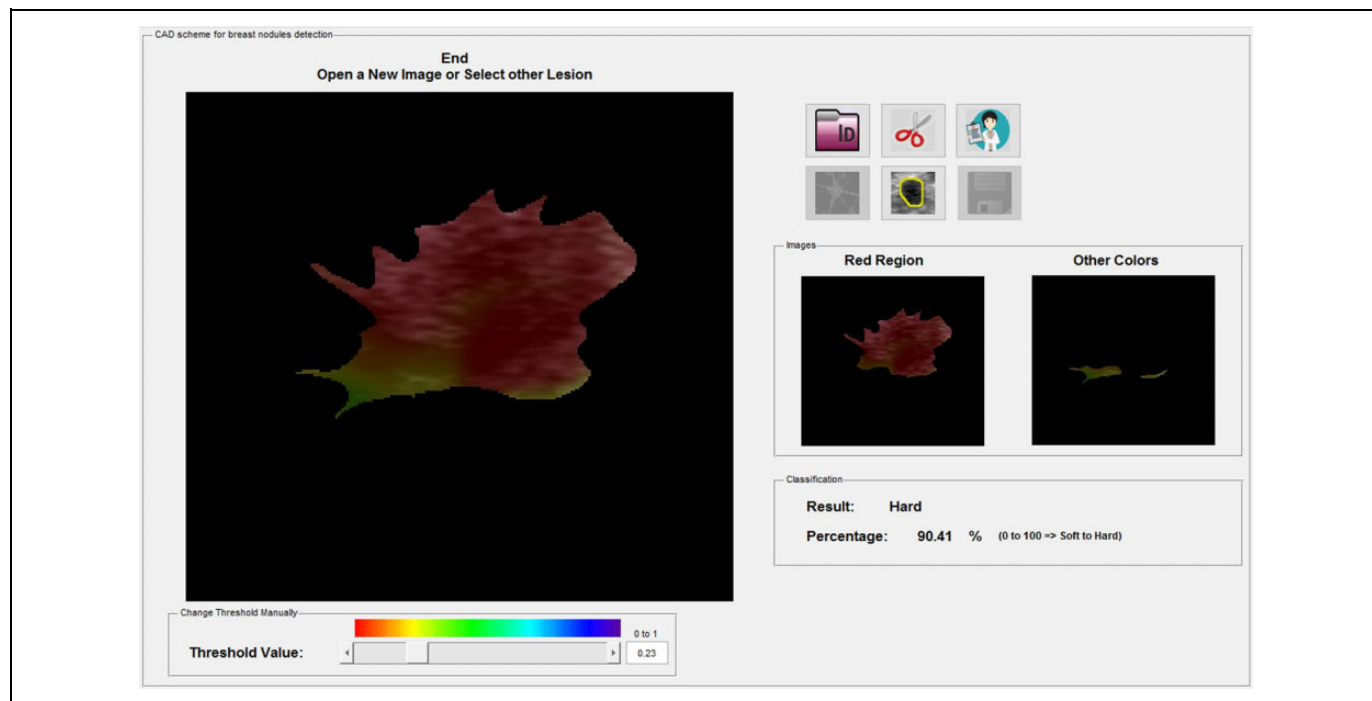 CAD scheme for breast nodules detection
End
Open a New Image or Select other Lesion
ID
Images
Red Region
Other Colors
Classification
Result: Hard
Percentage: 90.41 % (0 to 100 => Soft to Hard)
Change Threshold Manually
0 to 1
Threshold Value: 0.23